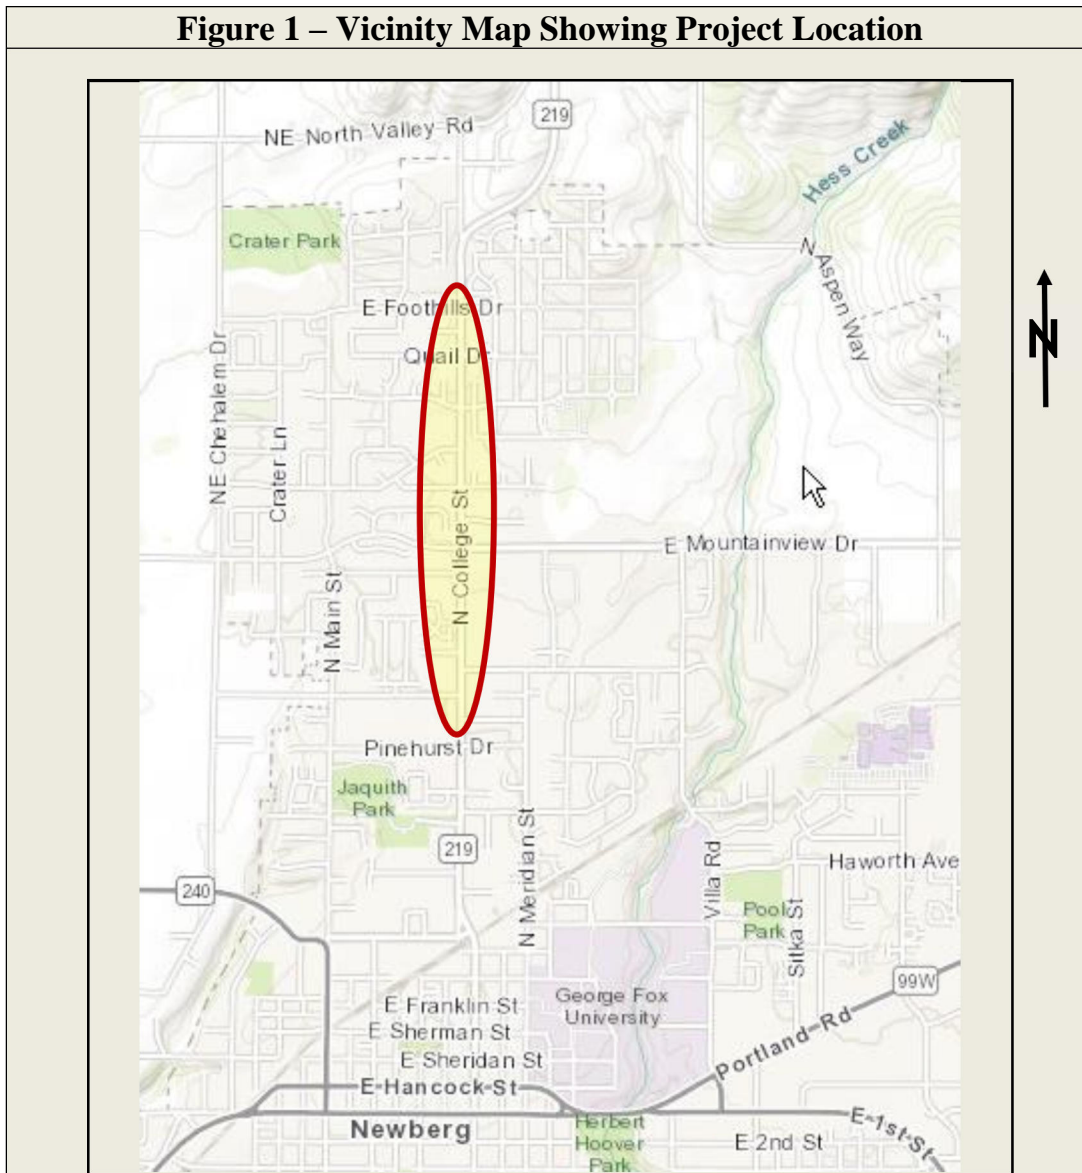 Figure 1 – Vicinity Map Showing Project Location
NE North Valley Rd
219
Hess Creek
Crater Park
N Aspen Way
E Foothills Dr
Quail Dr
NE Chehalem Dr
Crater Ln
N College St
E Mountainview Dr
N Main St
N
Pinehurst Dr
Jaquith
Park
219
N Meridian St
Villa Rd
Haworth Ave
240
Pool
Park
Sitka St
99W
George Fox
University
E Franklin St
E Sherman St
E Sheridan St
Portland Rd
E Hancock St
Newberg
Herbert
Hoover
Park
E 2nd St
E 1st St